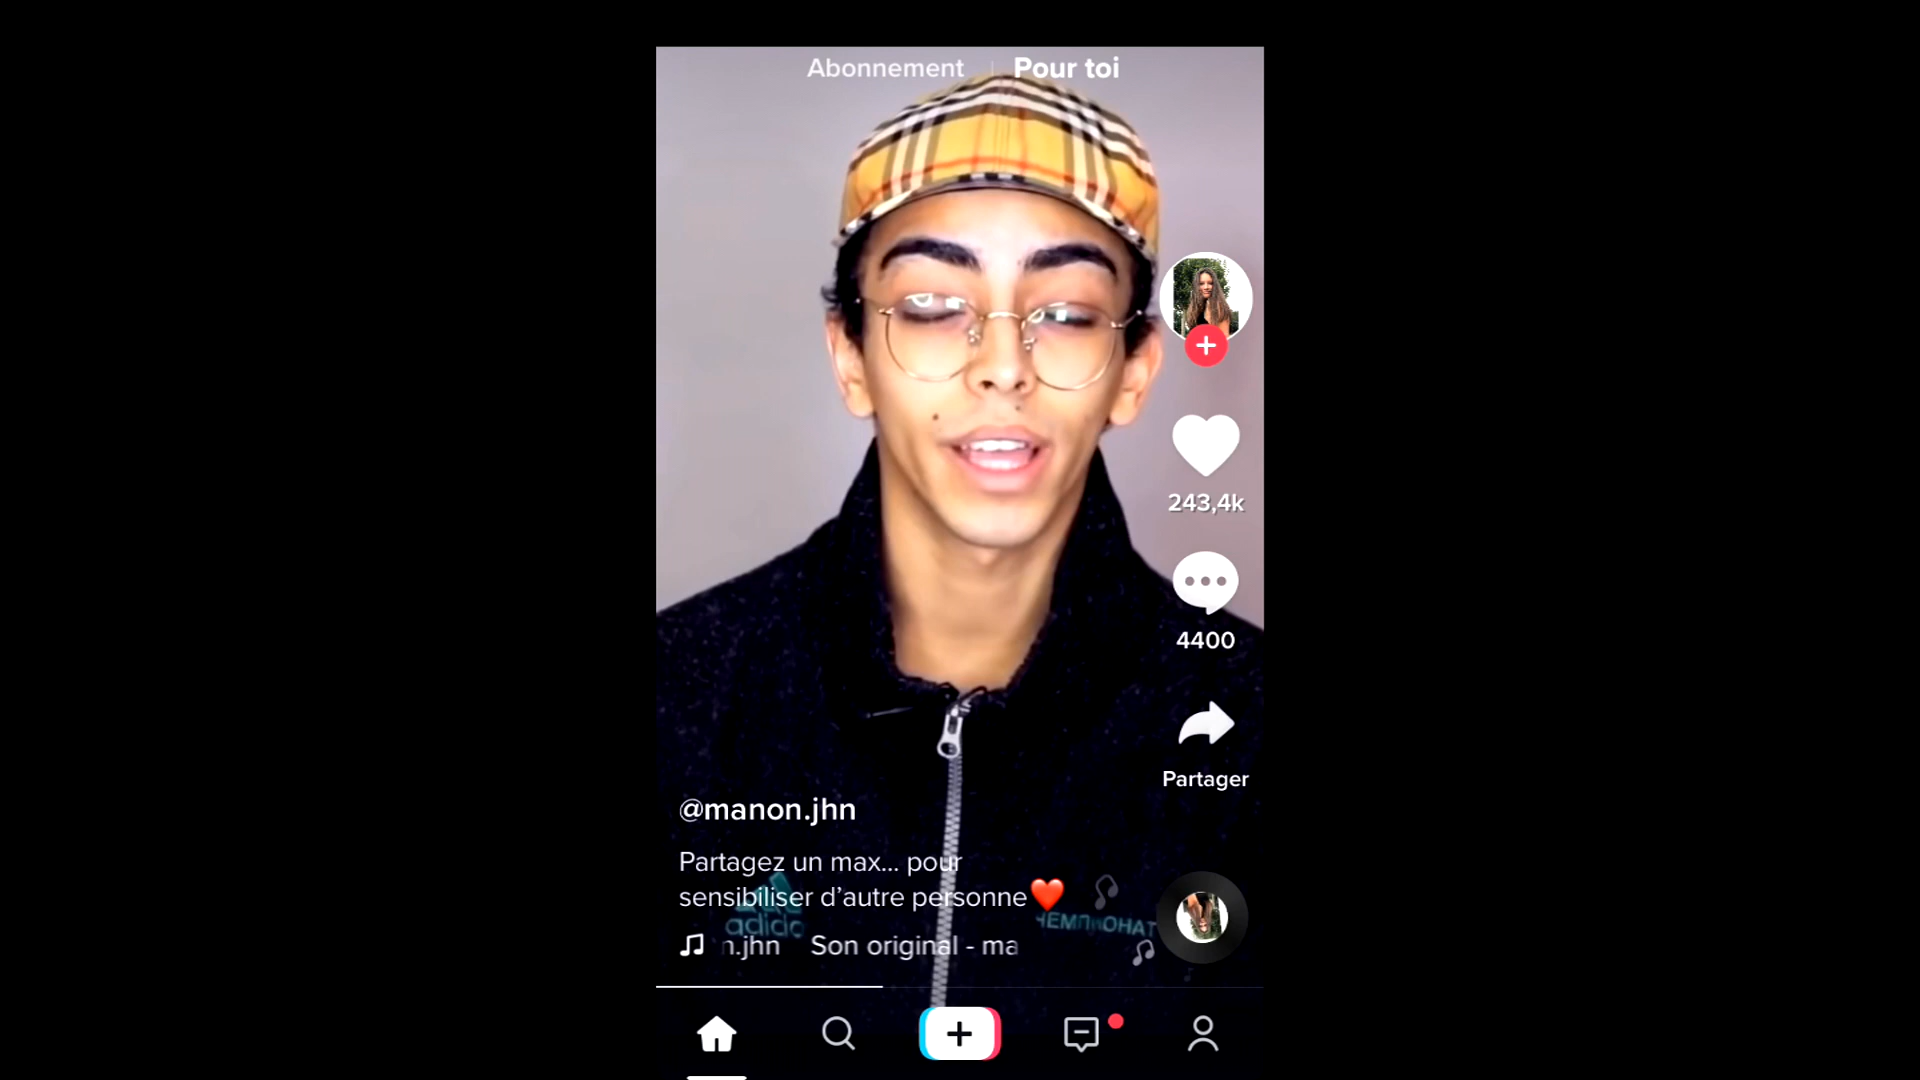 Abonnement | Pour toi
243,4k
4400
Partager
@manon.jhn
Partagez un max... pour
sensibiliser d’autre personne❤️
n.jhn Son original - ma